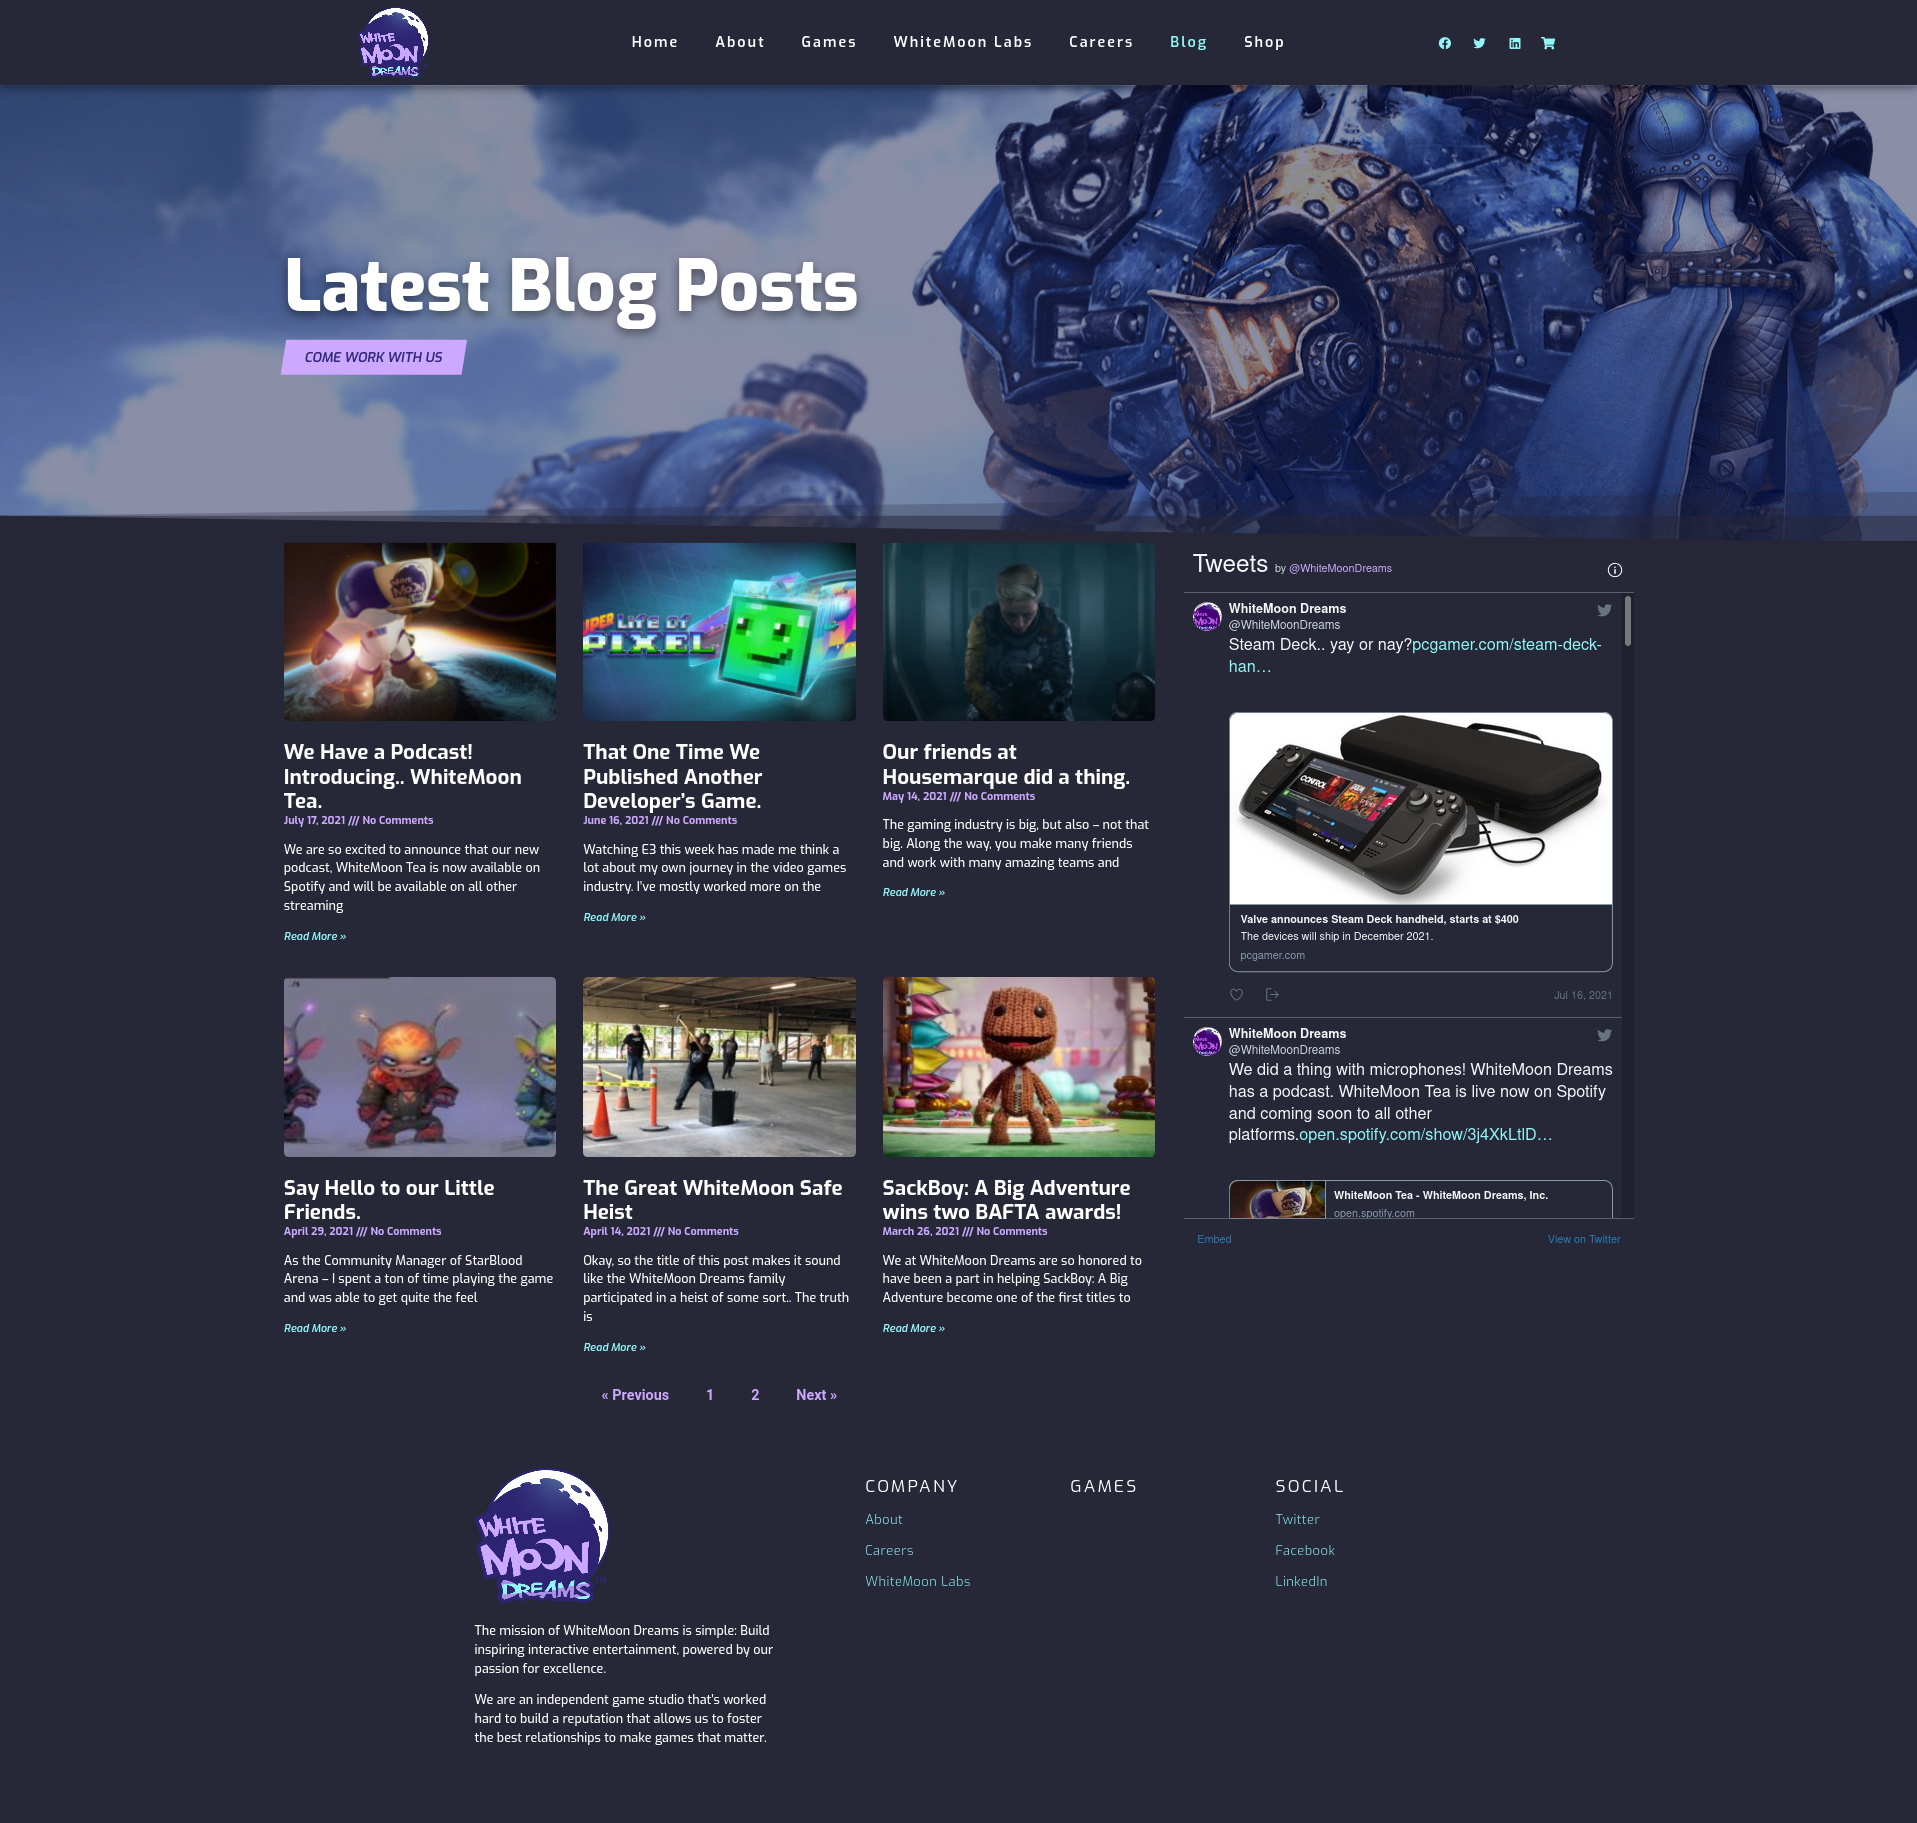 WHITE
MOON
DREAMS
Home About Games WhiteMoon Labs Careers Blog Shop
Latest Blog Posts
COME WORK WITH US
SUPER LIFE OF
PIXEL
We Have a Podcast!
Introducing.. WhiteMoon
Tea.
July 17, 2021 /// No Comments
We are so excited to announce that our new
podcast, WhiteMoon Tea is now available on
Spotify and will be available on all other
streaming
Read More »
That One Time We
Published Another
Developer's Game.
June 16, 2021 /// No Comments
Watching E3 this week has made me think a
lot about my own journey in the video games
industry. I've mostly worked more on the
Read More »
Our friends at
Housemarque did a thing.
May 14, 2021 /// No Comments
The gaming industry is big, but also – not that
big. Along the way, you make many friends
and work with many amazing teams and
Read More »
Say Hello to our Little
Friends.
April 29, 2021 /// No Comments
As the Community Manager of StarBlood
Arena – I spent a ton of time playing the game
and was able to get quite the feel
Read More »
The Great WhiteMoon Safe
Heist
April 14, 2021 /// No Comments
Okay, so the title of this post makes it sound
like the WhiteMoon Dreams family
participated in a heist of some sort.. The truth
is
Read More »
SackBoy: A Big Adventure
wins two BAFTA awards!
March 26, 2021 /// No Comments
We at WhiteMoon Dreams are so honored to
have been a part in helping SackBoy: A Big
Adventure become one of the first titles to
Read More »
« Previous 1 2 Next »
Tweets by @WhiteMoonDreams
WhiteMoon Dreams
@WhiteMoonDreams
Steam Deck.. yay or nay?pcgamer.com/steam-deck-
han…
CONTROL
DOOM
Valve announces Steam Deck handheld, starts at $400
The devices will ship in December 2021.
pcgamer.com
Jul 16, 2021
WhiteMoon Dreams
@WhiteMoonDreams
We did a thing with microphones! WhiteMoon Dreams
has a podcast. WhiteMoon Tea is live now on Spotify
and coming soon to all other
platforms.open.spotify.com/show/3j4XkLtlD…
WhiteMoon Tea - WhiteMoon Dreams, Inc.
open.spotify.com
Embed View on Twitter
WHITE
MOON
DREAMS
The mission of WhiteMoon Dreams is simple: Build
inspiring interactive entertainment, powered by our
passion for excellence.
We are an independent game studio that's worked
hard to build a reputation that allows us to foster
the best relationships to make games that matter.
COMPANY
About
Careers
WhiteMoon Labs
GAMES
SOCIAL
Twitter
Facebook
LinkedIn